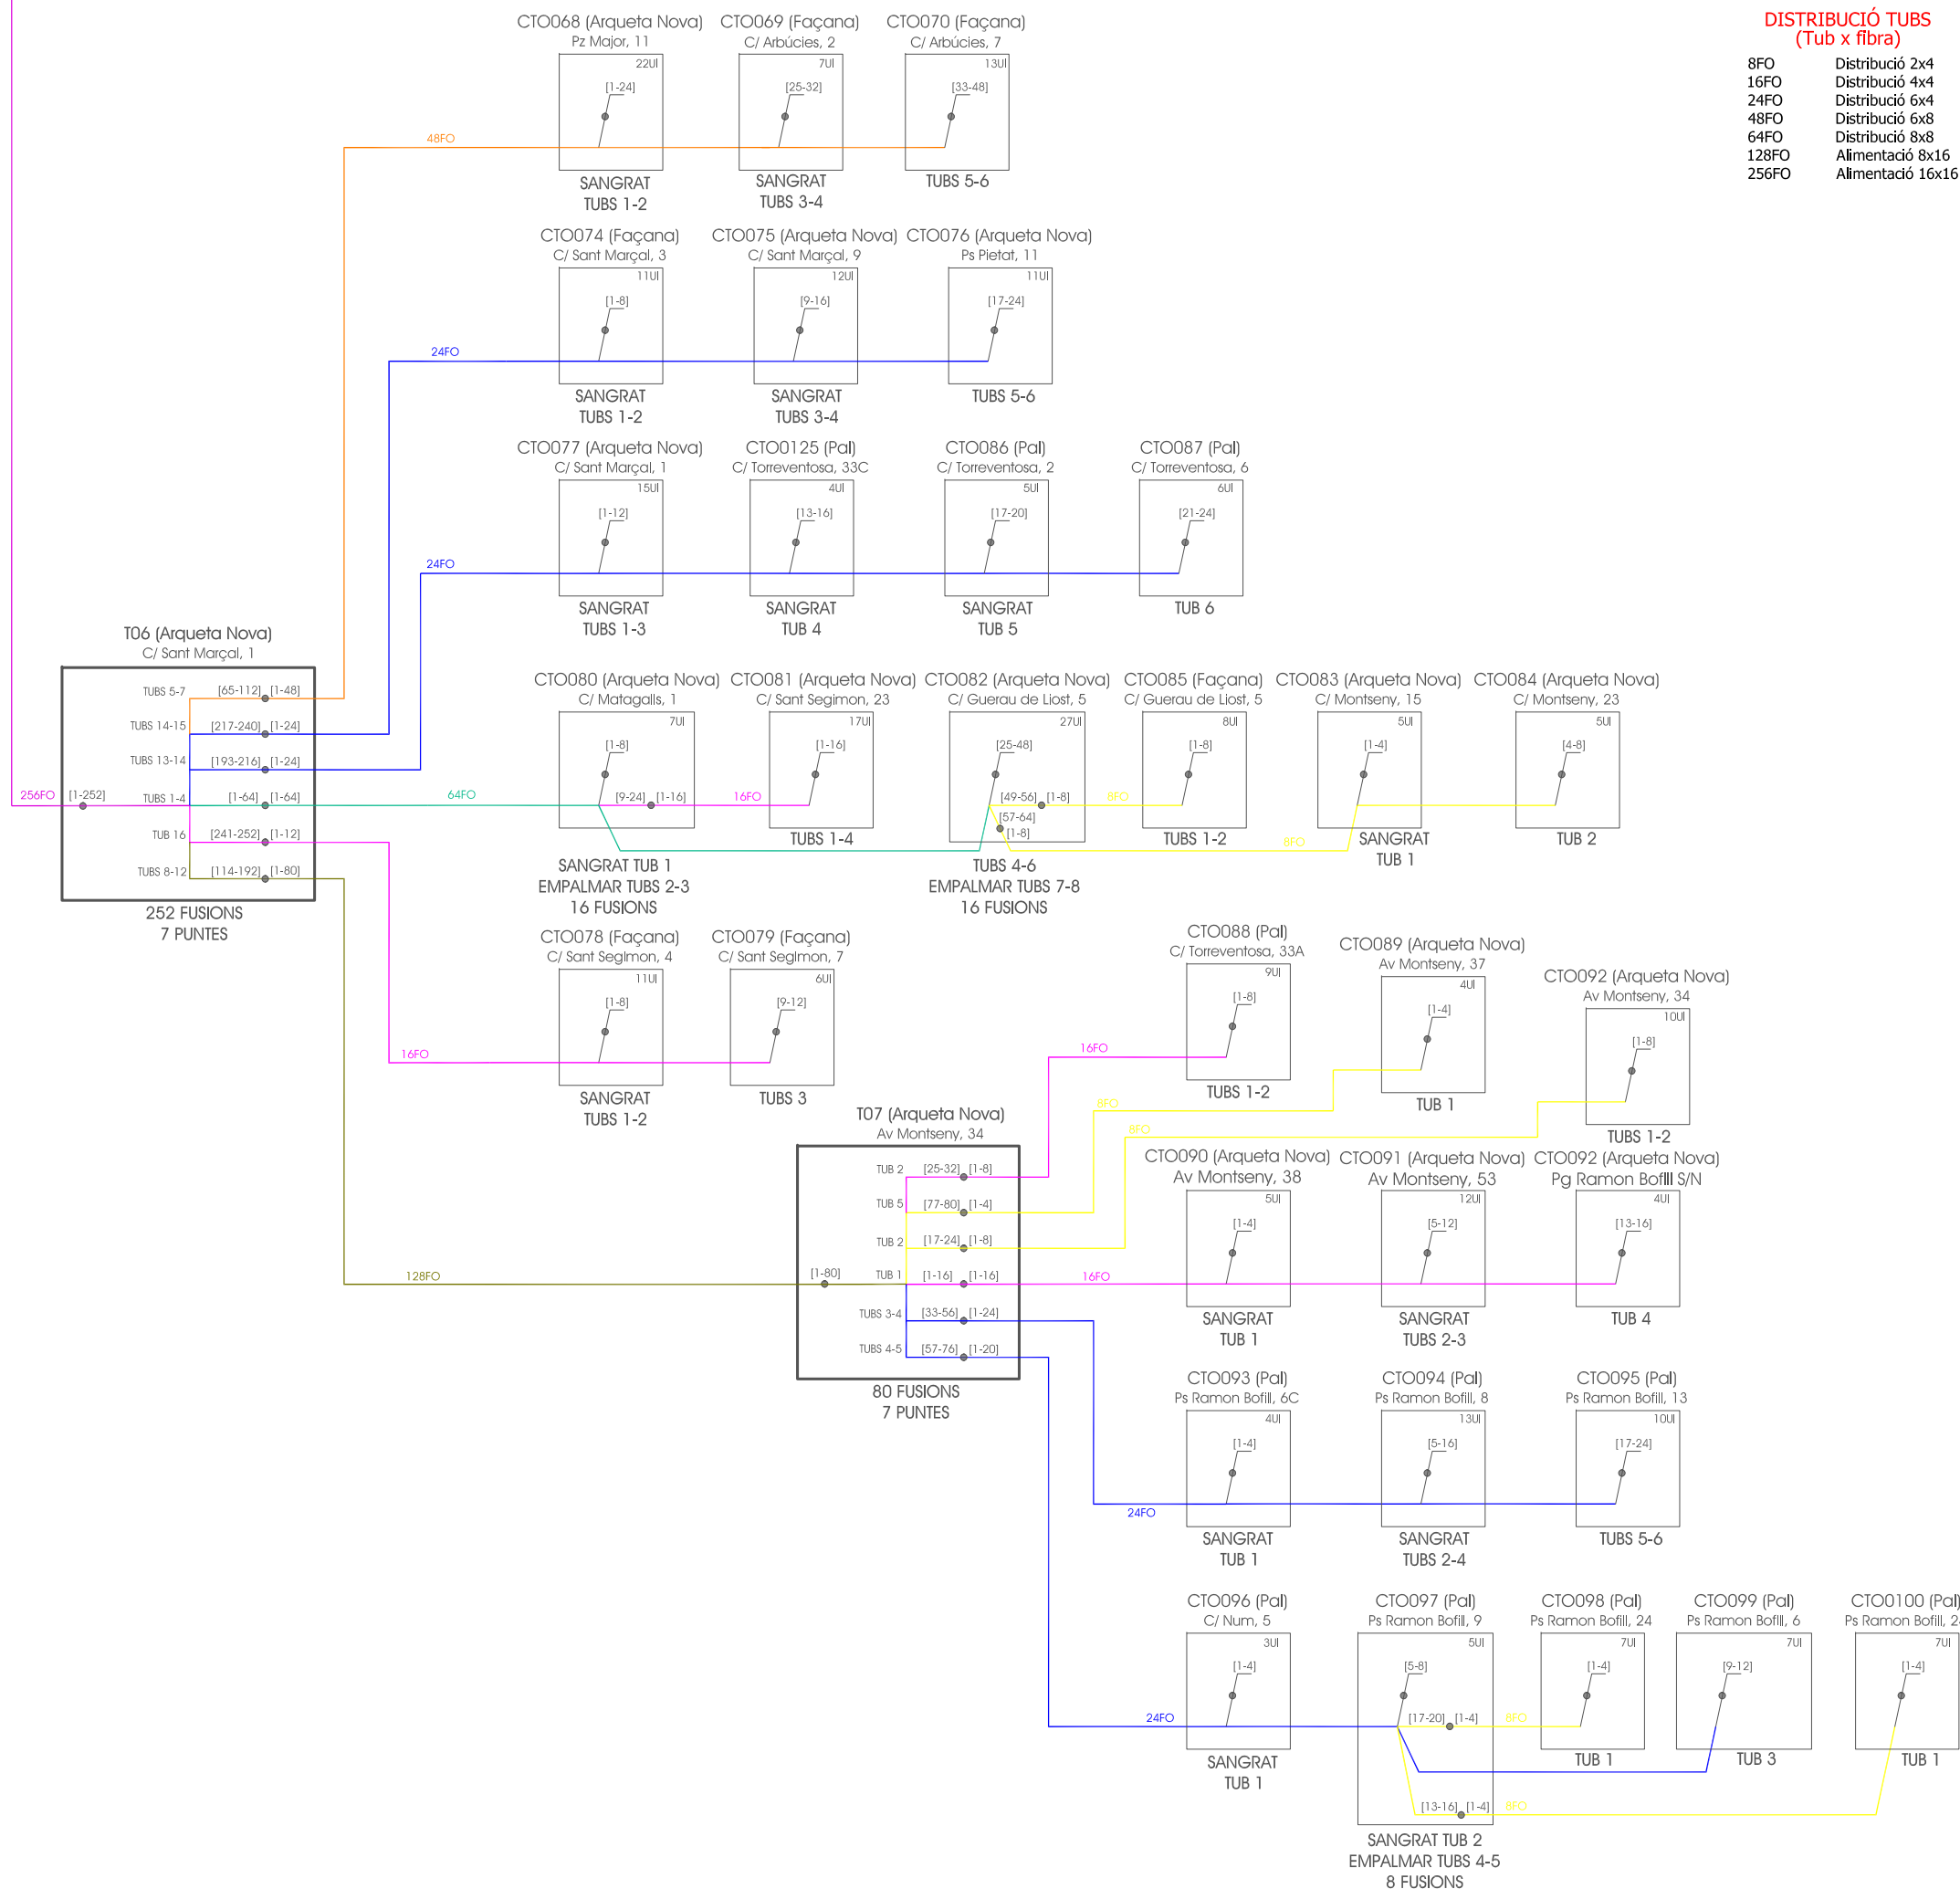 DISTRIBUCIÓ TUBS
(Tub x fibra)
8FO Distribució 2x4
16FO Distribució 4x4
24FO Distribució 6x4
48FO Distribució 6x8
64FO Distribució 8x8
128FO Alimentació 8x16
256FO Alimentació 16x16
CTO068 (Arqueta Nova)
Pz Major, 11
22UI
[1-24]
SANGRAT
TUBS 1-2
CTO069 (Façana)
C/ Arbúcies, 2
7UI
[25-32]
SANGRAT
TUBS 3-4
CTO070 (Façana)
C/ Arbúcies, 7
13UI
[33-48]
TUBS 5-6
48FO
CTO074 (Façana)
C/ Sant Marçal, 3
11UI
[1-8]
SANGRAT
TUBS 1-2
CTO075 (Arqueta Nova)
C/ Sant Marçal, 9
12UI
[9-16]
SANGRAT
TUBS 3-4
CTO076 (Arqueta Nova)
Ps Pietat, 11
11UI
[17-24]
TUBS 5-6
24FO
CTO077 (Arqueta Nova)
C/ Sant Marçal, 1
15UI
[1-12]
SANGRAT
TUBS 1-3
CTO0125 (Pal)
C/ Torreventosa, 33C
4UI
[13-16]
SANGRAT
TUB 4
CTO086 (Pal)
C/ Torreventosa, 2
5UI
[17-20]
SANGRAT
TUB 5
CTO087 (Pal)
C/ Torreventosa, 6
6UI
[21-24]
TUB 6
24FO
T06 (Arqueta Nova)
C/ Sant Marçal, 1
256FO
[1-252]
TUBS 5-7 [65-112] [1-48]
TUBS 14-15 [217-240] [1-24]
TUBS 13-14 [193-216] [1-24]
TUBS 1-4 [1-64] [1-64]
TUB 16 [241-252] [1-12]
TUBS 8-12 [114-192] [1-80]
252 FUSIONS
7 PUNTES
64FO
CTO080 (Arqueta Nova)
C/ Matagalls, 1
7UI
[1-8]
[9-24] [1-16]
16FO
SANGRAT TUB 1
EMPALMAR TUBS 2-3
16 FUSIONS
CTO081 (Arqueta Nova)
C/ Sant Segimon, 23
17UI
[1-16]
TUBS 1-4
CTO082 (Arqueta Nova)
C/ Guerau de Liost, 5
27UI
[25-48]
[49-56] [1-8]
[57-64]
[1-8]
8FO
8FO
TUBS 4-6
EMPALMAR TUBS 7-8
16 FUSIONS
CTO085 (Façana)
C/ Guerau de Liost, 5
8UI
[1-8]
TUBS 1-2
CTO083 (Arqueta Nova)
C/ Montseny, 15
5UI
[1-4]
SANGRAT
TUB 1
CTO084 (Arqueta Nova)
C/ Montseny, 23
5UI
[4-8]
TUB 2
CTO078 (Façana)
C/ Sant Segimon, 4
11UI
[1-8]
SANGRAT
TUBS 1-2
CTO079 (Façana)
C/ Sant Segimon, 7
6UI
[9-12]
TUBS 3
16FO
CTO088 (Pal)
C/ Torreventosa, 33A
9UI
[1-8]
TUBS 1-2
16FO
CTO089 (Arqueta Nova)
Av Montseny, 37
4UI
[1-4]
TUB 1
8FO
CTO092 (Arqueta Nova)
Av Montseny, 34
10UI
[1-8]
TUBS 1-2
8FO
T07 (Arqueta Nova)
Av Montseny, 34
128FO
[1-80]
TUB 2 [25-32] [1-8]
TUB 5 [77-80] [1-4]
TUB 2 [17-24] [1-8]
TUB 1 [1-16] [1-16]
TUBS 3-4 [33-56] [1-24]
TUBS 4-5 [57-76] [1-20]
80 FUSIONS
7 PUNTES
CTO090 (Arqueta Nova)
Av Montseny, 38
5UI
[1-4]
SANGRAT
TUB 1
CTO091 (Arqueta Nova)
Av Montseny, 53
12UI
[5-12]
SANGRAT
TUBS 2-3
CTO092 (Arqueta Nova)
Pg Ramon Bofill S/N
4UI
[13-16]
TUB 4
16FO
CTO093 (Pal)
Ps Ramon Bofill, 6C
4UI
[1-4]
SANGRAT
TUB 1
CTO094 (Pal)
Ps Ramon Bofill, 8
13UI
[5-16]
SANGRAT
TUBS 2-4
CTO095 (Pal)
Ps Ramon Bofill, 13
10UI
[17-24]
TUBS 5-6
24FO
CTO096 (Pal)
C/ Num, 5
3UI
[1-4]
SANGRAT
TUB 1
24FO
CTO097 (Pal)
Ps Ramon Bofill, 9
5UI
[5-8]
[17-20] [1-4]
8FO
[13-16] [1-4]
8FO
SANGRAT TUB 2
EMPALMAR TUBS 4-5
8 FUSIONS
CTO098 (Pal)
Ps Ramon Bofill, 24
7UI
[1-4]
TUB 1
CTO099 (Pal)
Ps Ramon Bofill, 6
7UI
[9-12]
TUB 3
CTO0100 (Pal)
Ps Ramon Bofill,
7UI
[1-4]
TUB 1